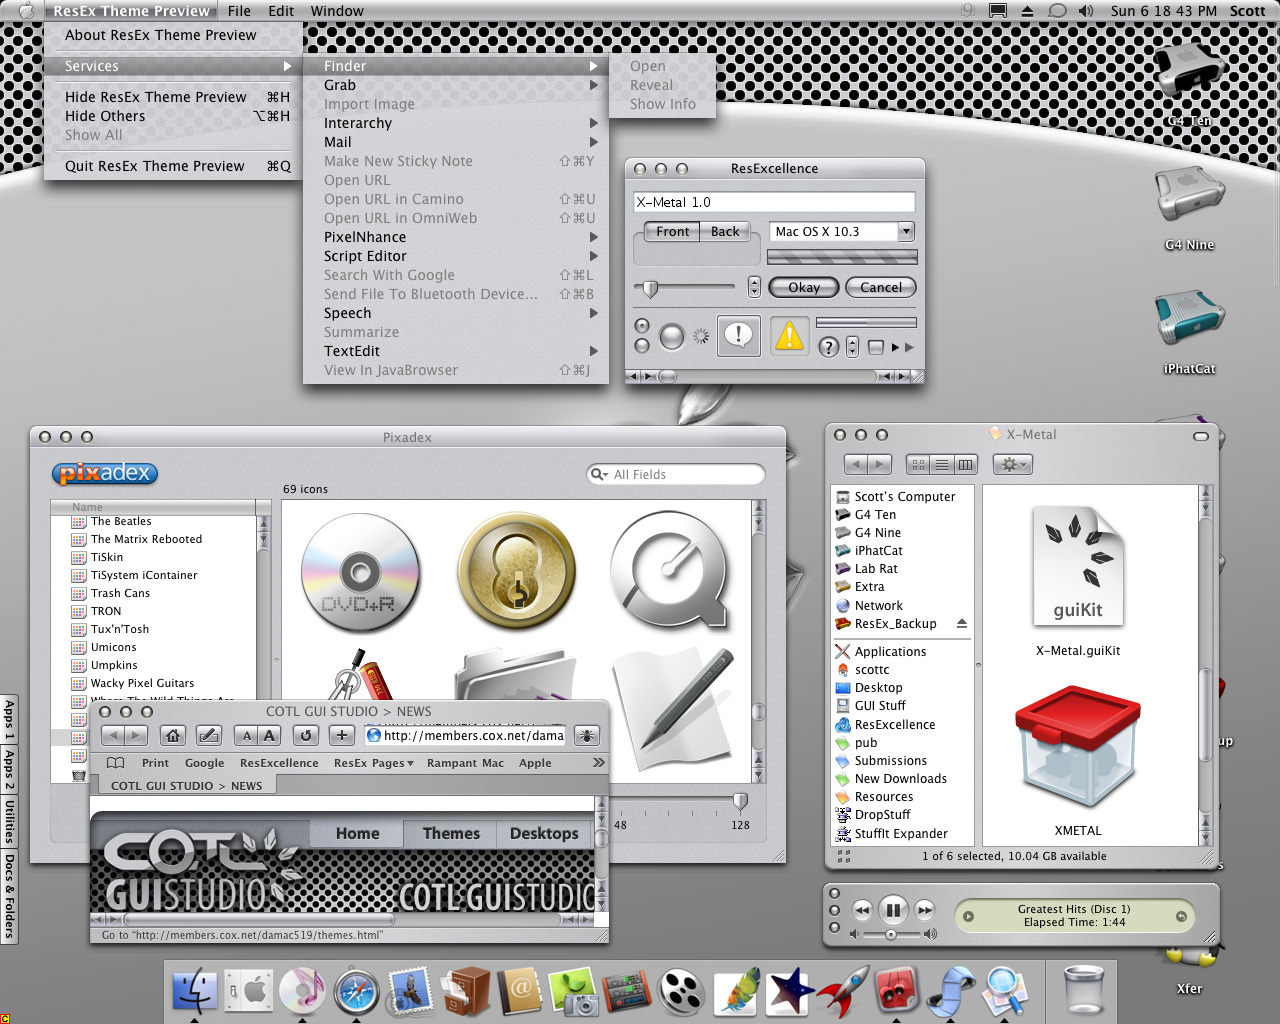 ResEx Theme Preview File Edit Window Sun 6 18 43 PM Scott
About ResEx Theme Preview
Services
Hide ResEx Theme Preview ⌘H
Hide Others ⌥⌘H
Show All
Quit ResEx Theme Preview ⌘Q
Finder
Grab
Import Image
Interarchy
Mail
Make New Sticky Note ⇧⌘Y
Open URL
Open URL in Camino ⇧⌘U
Open URL in OmniWeb ⇧⌘U
PixelNhance
Script Editor
Search With Google ⇧⌘L
Send File To Bluetooth Device... ⇧⌘B
Speech
Summarize
TextEdit
View In JavaBrowser ⇧⌘J
Open
Reveal
Show Info
G4 Ten
G4 Nine
iPhatCat
ResExcellence
X-Metal 1.0
Front Back
Mac OS X 10.3
Okay Cancel
Pixadex
pixadex
69 icons
All Fields
Name
The Beatles
The Matrix Rebooted
TiSkin
TiSystem iContainer
Trash Cans
TRON
Tux'n'Tosh
Umicons
Umpkins
Wacky Pixel Guitars
Where The Wild Things Are
DVD+R
48 128
X-Metal
Scott's Computer
G4 Ten
G4 Nine
iPhatCat
Lab Rat
Extra
Network
ResEx_Backup
Applications
scottc
Desktop
GUI Stuff
ResExcellence
pub
Submissions
New Downloads
Resources
DropStuff
StuffIt Expander
guiKit
X-Metal.guiKit
XMETAL
1 of 6 selected, 10.04 GB available
COTL GUI STUDIO > NEWS
A A
http://members.cox.net/dama
Print Google ResExcellence ResEx Pages Rampant Mac Apple
COTL GUI STUDIO > NEWS
Home Themes Desktops
COTL
GUISTUDIO
COTLGUISTUDIO
Go to "http://members.cox.net/damac519/themes.html"
Apps 1
Apps 2
Utilities
Docs & Folders
Greatest Hits (Disc 1)
Elapsed Time: 1:44
Xfer